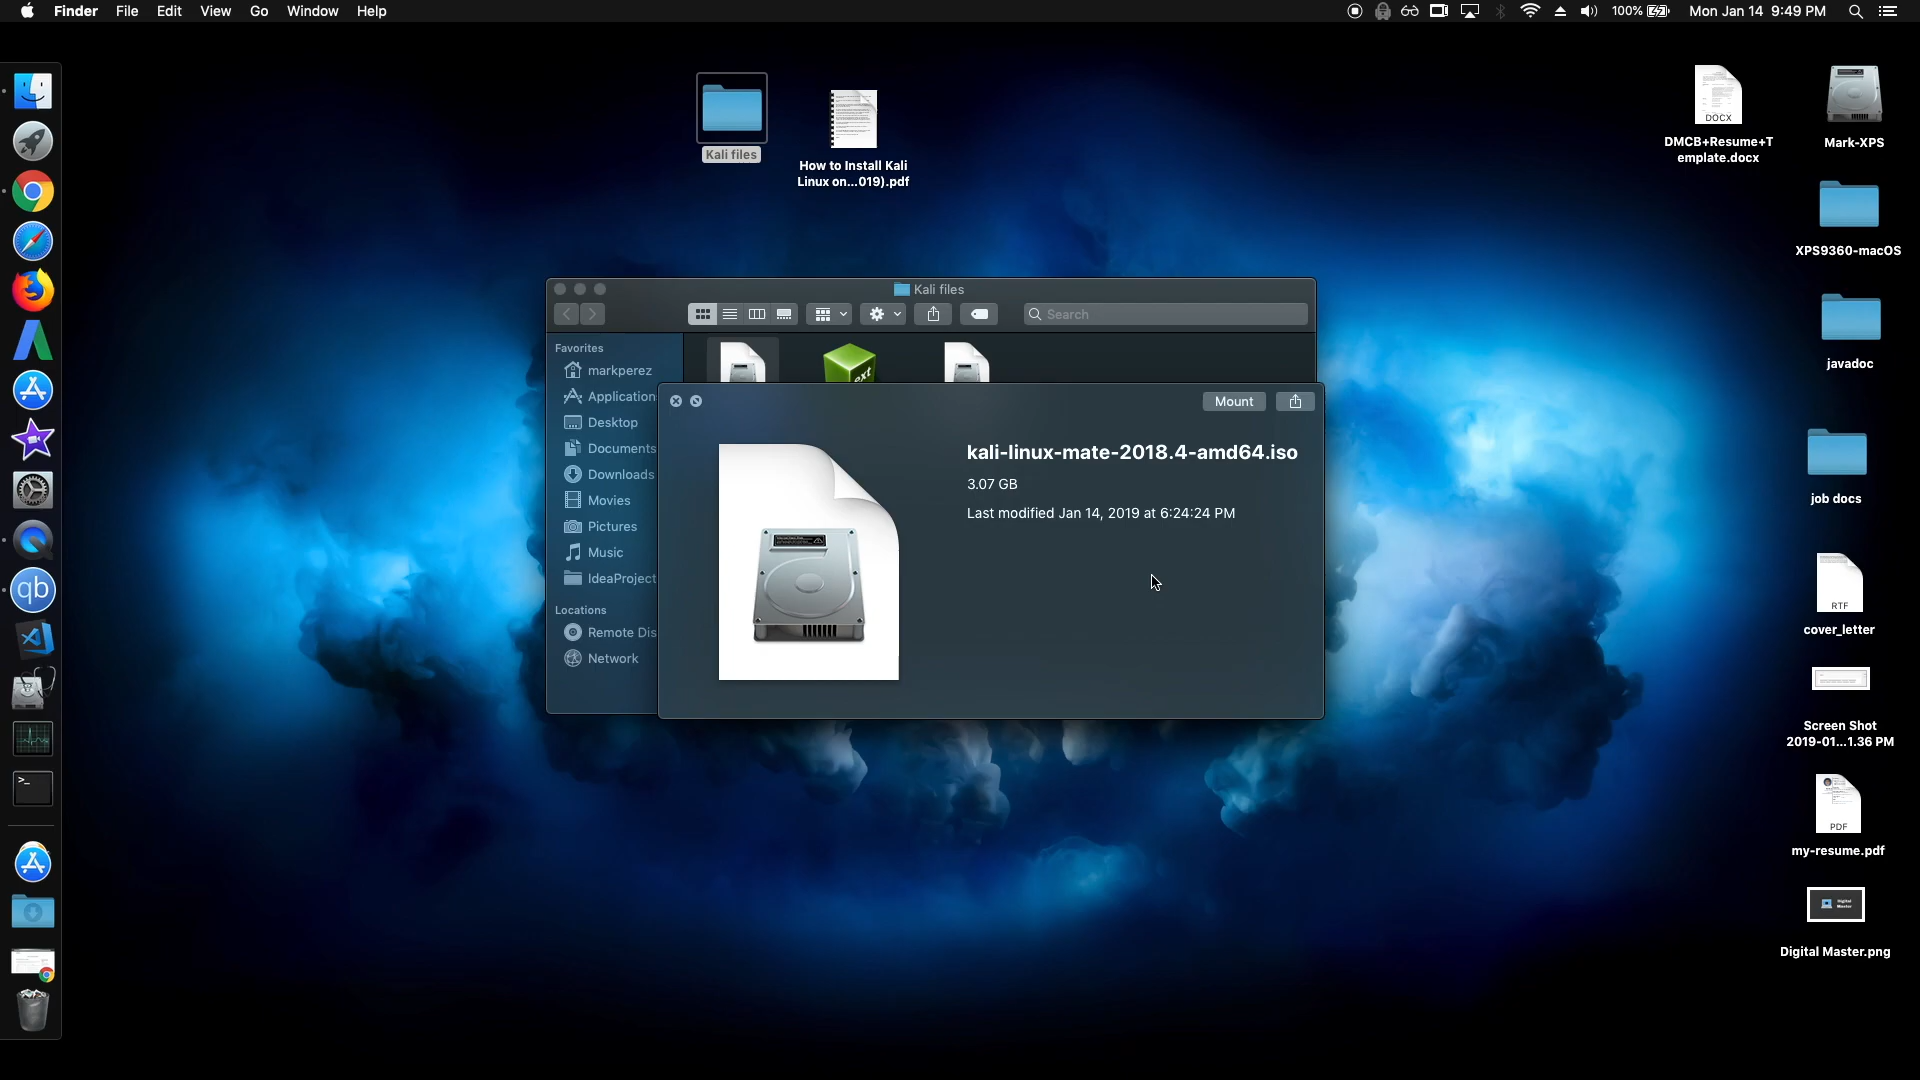 Finder File Edit View Go Window Help
100% Mon Jan 14 9:49 PM
Kali files
How to Install Kali
Linux on...019).pdf
DOCX
DMCB+Resume+T
emplate.docx
Mark-XPS
XPS9360-macOS
javadoc
job docs
RTF
cover_letter
Screen Shot
2019-01...1.36 PM
PDF
my-resume.pdf
Digital
Master
Digital Master.png
Kali files
Search
Favorites
markperez
Application
Desktop
Documents
Downloads
Movies
Pictures
Music
IdeaProject
Locations
Remote Dis
Network
ext
Mount
kali-linux-mate-2018.4-amd64.iso
3.07 GB
Last modified Jan 14, 2019 at 6:24:24 PM
qb
>_